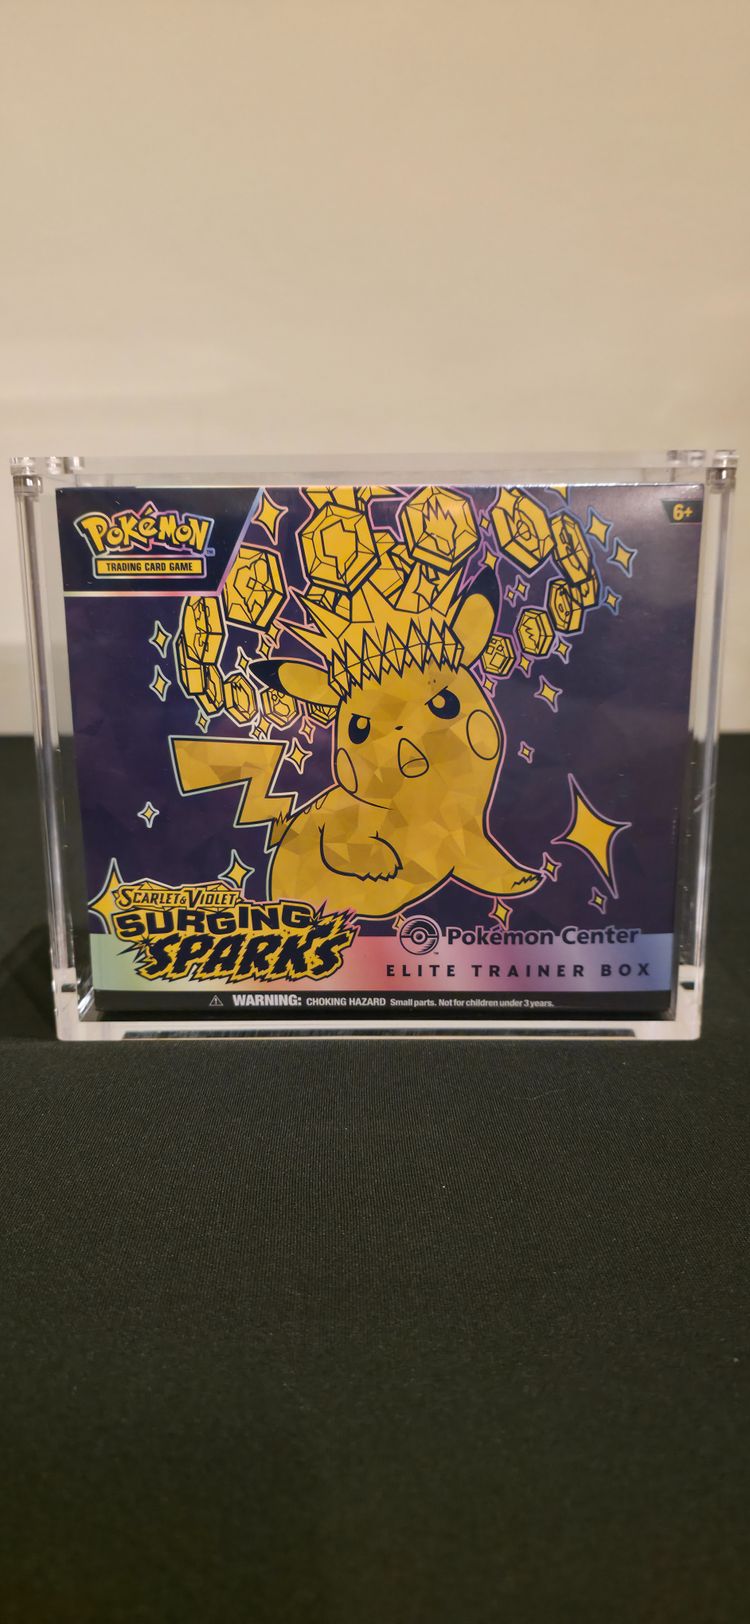 Pokémon
TRADING CARD GAME
6+
SCARLET & VIOLET
SURGING
SPARKS
Pokémon Center
ELITE TRAINER BOX
WARNING: CHOKING HAZARD Small parts. Not for children under 3 years.